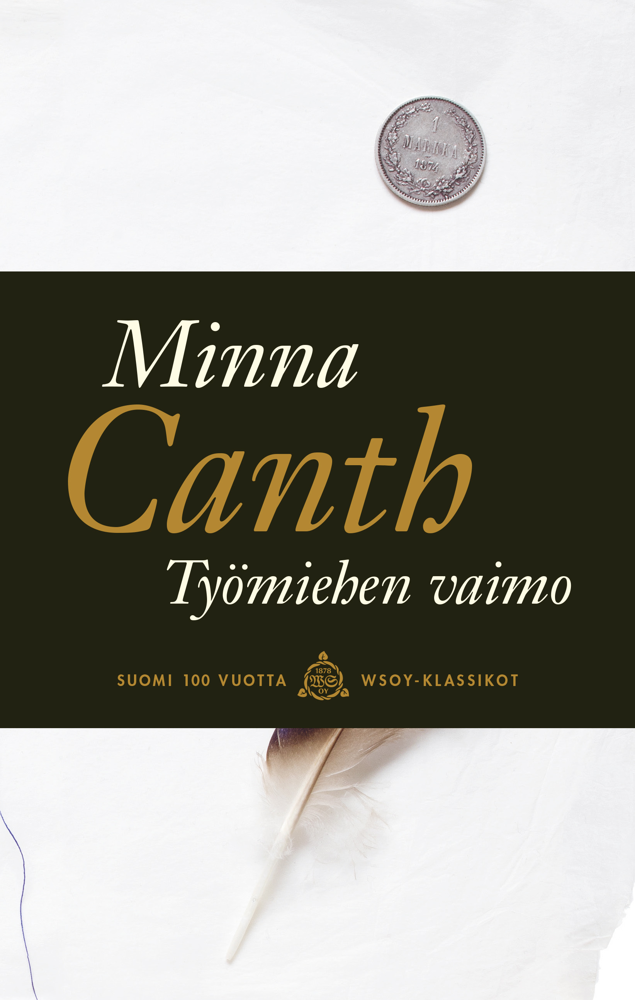 1
MARKKA
1874
Minna
Canth
Työmiehen vaimo
SUOMI 100 VUOTTA
1878
WS
OY
WSOY-KLASSIKOT